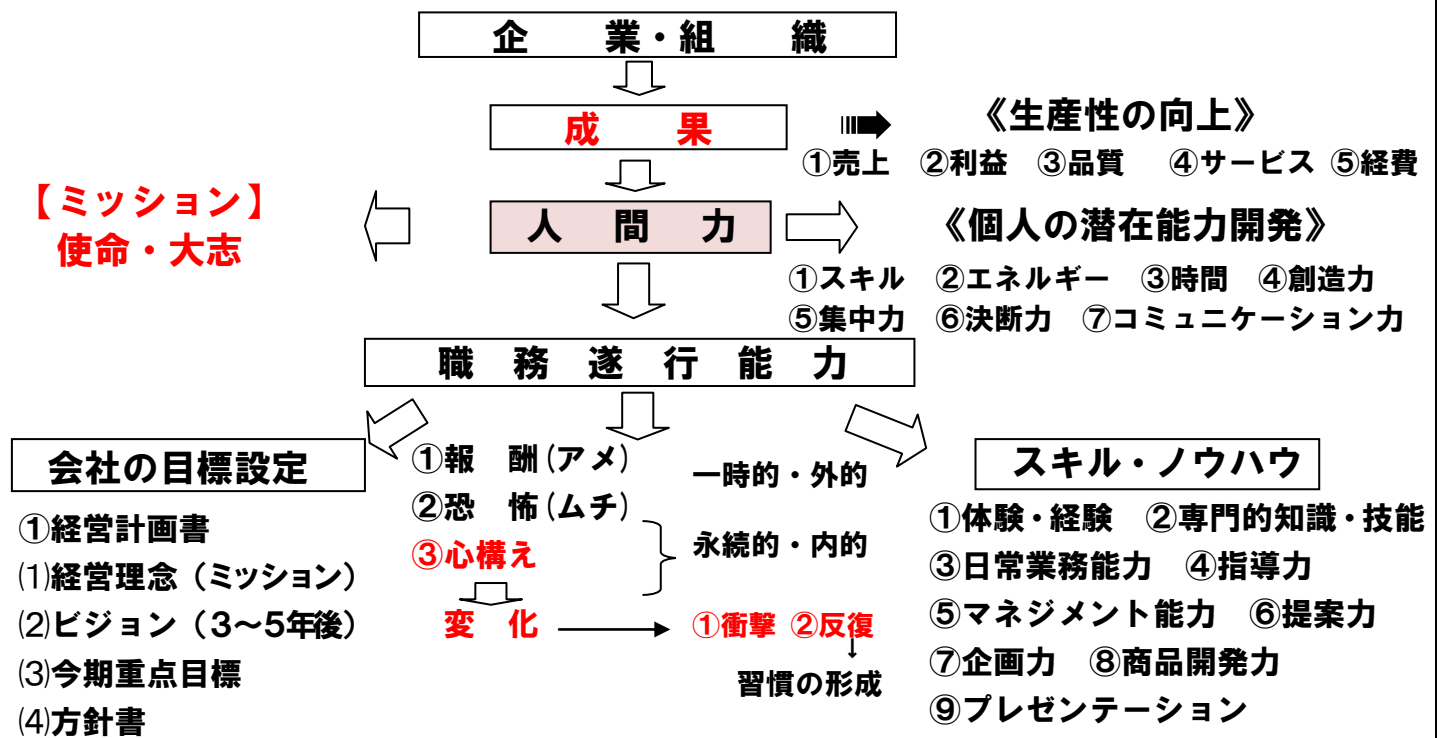 企　業・組　織
成　果
《生産性の向上》
①売上　②利益　③品質　④サービス　⑤経費
【ミッション】
使命・大志
人　間　力
《個人の潜在能力開発》
①スキル　②エネルギー　③時間　④創造力
⑤集中力　⑥決断力　⑦コミュニケーション力
職　務　遂　行　能　力
会社の目標設定
①経営計画書
⑴経営理念（ミッション）
⑵ビジョン（３〜５年後）
⑶今期重点目標
⑷方針書
①報　酬(アメ)
②恐　怖(ムチ)
一時的・外的
③心構え
永続的・内的
変　化
①衝撃 ②反復
習慣の形成
スキル・ノウハウ
①体験・経験　②専門的知識・技能
③日常業務能力　④指導力
⑤マネジメント能力　⑥提案力
⑦企画力　⑧商品開発力
⑨プレゼンテーション